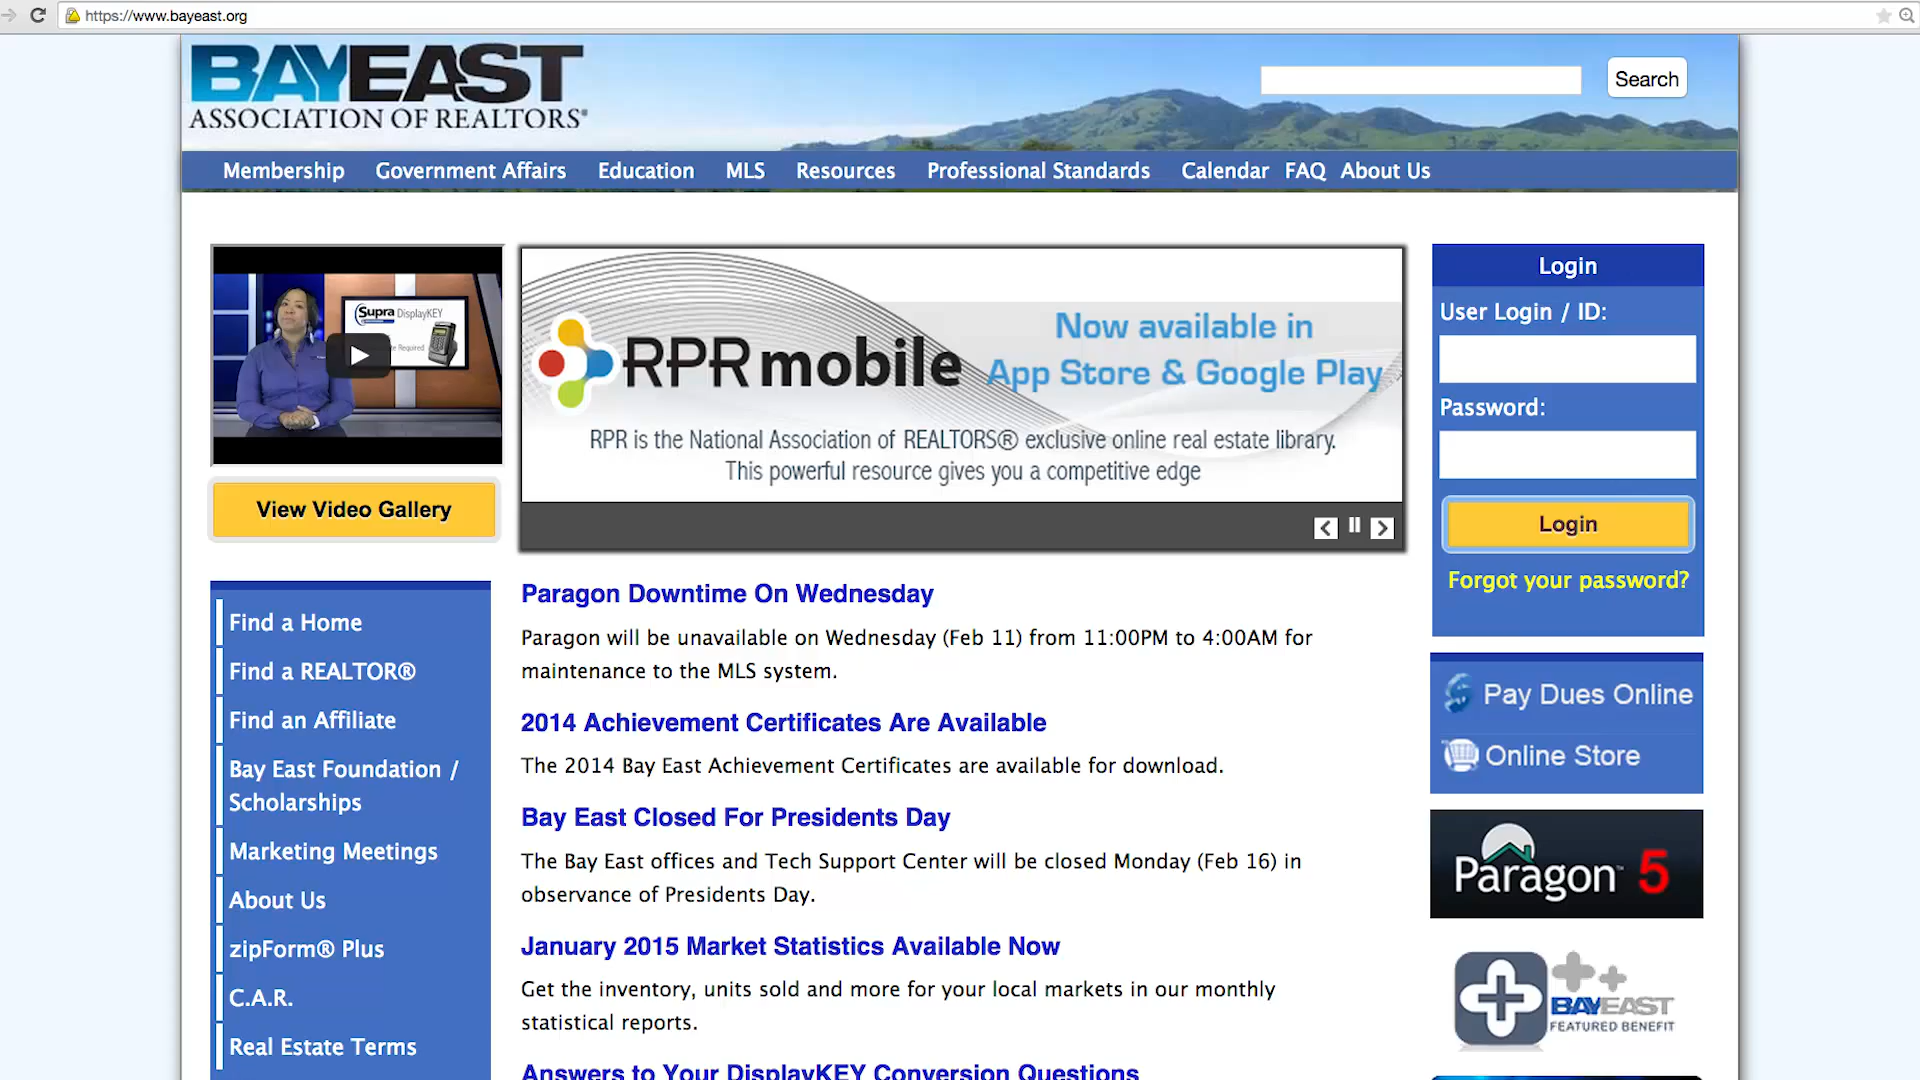 https://www.bayeast.org
BAYEAST
ASSOCIATION OF REALTORS®
Search
Membership Government Affairs Education MLS Resources Professional Standards Calendar FAQ About Us
Supra DisplayKEY
Required
View Video Gallery
RPR mobile
Now available in
App Store & Google Play
RPR is the National Association of REALTORS® exclusive online real estate library.
This powerful resource gives you a competitive edge
Login
User Login / ID:
Password:
Login
Forgot your password?
Find a Home
Find a REALTOR®
Find an Affiliate
Bay East Foundation /
Scholarships
Marketing Meetings
About Us
zipForm® Plus
C.A.R.
Real Estate Terms
Paragon Downtime On Wednesday
Paragon will be unavailable on Wednesday (Feb 11) from 11:00PM to 4:00AM for
maintenance to the MLS system.
2014 Achievement Certificates Are Available
The 2014 Bay East Achievement Certificates are available for download.
Bay East Closed For Presidents Day
The Bay East offices and Tech Support Center will be closed Monday (Feb 16) in
observance of Presidents Day.
January 2015 Market Statistics Available Now
Get the inventory, units sold and more for your local markets in our monthly
statistical reports.
Answers to Your DisplayKEY Conversion Questions
Pay Dues Online
Online Store
Paragon™ 5
BAYEAST
FEATURED BENEFIT